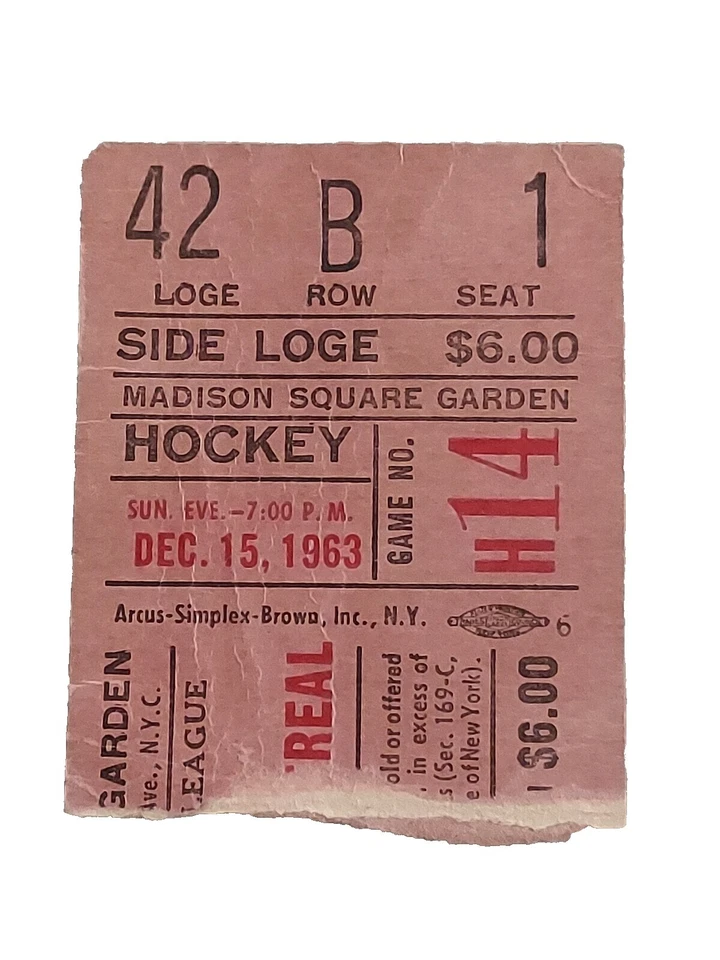 42 B 1
LOGE ROW SEAT
SIDE LOGE $6.00
MADISON SQUARE GARDEN
HOCKEY
SUN. EVE.—7:00 P. M.
DEC. 15, 1963
GAME NO.
H14
Arcus-Simplex-Brown, Inc., N.Y. 6
GARDEN
Ave., N.Y.C.
LEAGUE
REAL
old or offered
in excess of
s (Sec. 169-C,
e of New York).
$6.00